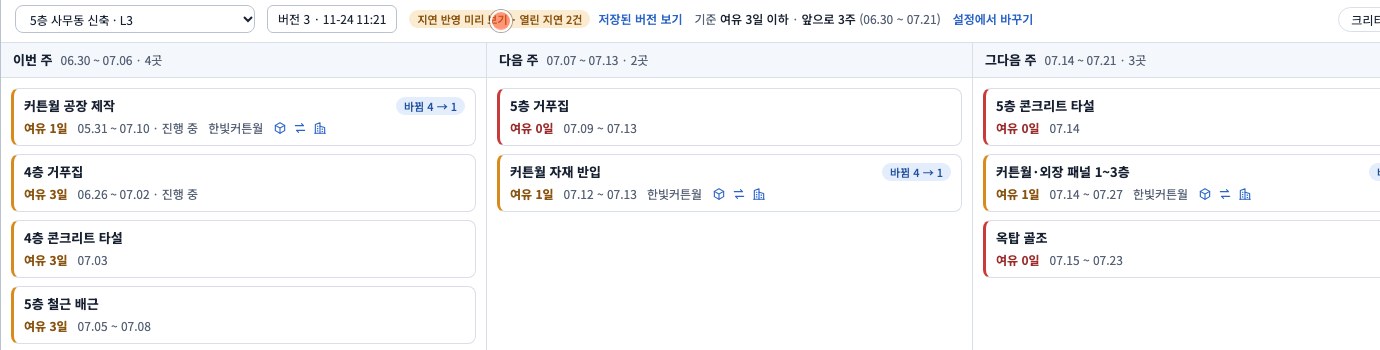 5층 사무동 신축 · L3
버전 3 · 11-24 11:21
지연 반영 미리 · 열린 지연 2건
저장된 버전 보기
기준 여유 3일 이하 · 앞으로 3주 (06.30 ~ 07.21)
설정에서 바꾸기
이번 주 06.30 ~ 07.06 · 4곳
커튼월 공장 제작
바뀜 4 → 1
여유 1일 05.31 ~ 07.10 · 진행 중 한빛커튼월
4층 거푸집
여유 3일 06.26 ~ 07.02 · 진행 중
4층 콘크리트 타설
여유 3일 07.03
5층 철근 배근
여유 3일 07.05 ~ 07.08
다음 주 07.07 ~ 07.13 · 2곳
5층 거푸집
여유 0일 07.09 ~ 07.13
커튼월 자재 반입
바뀜 4 → 1
여유 1일 07.12 ~ 07.13 한빛커튼월
그다음 주 07.14 ~ 07.21 · 3곳
5층 콘크리트 타설
여유 0일 07.14
커튼월·외장 패널 1~3층
여유 1일 07.14 ~ 07.27 한빛커튼월
옥탑 골조
여유 0일 07.15 ~ 07.23